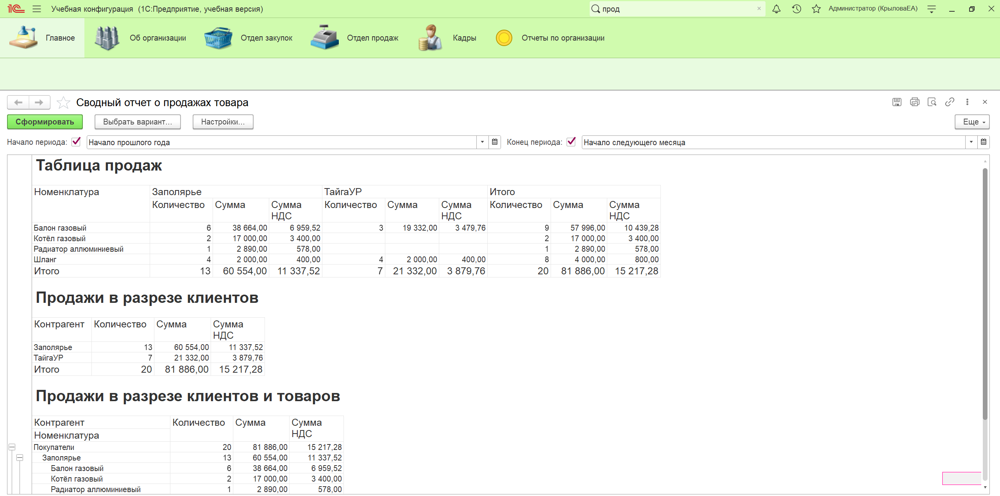 1С Учебная конфигурация (1С:Предприятие, учебная версия) прод × Администратор (КрыловаЕА)
Главное Об организации Отдел закупок Отдел продаж Кадры Отчеты по организации
Сводный отчет о продажах товара
Сформировать Выбрать вариант... Настройки... Еще
Начало периода: Начало прошлого года Конец периода: Начало следующего месяца
Таблица продаж
Номенклатура Заполярье ТайгаУР Итого
Количество Сумма Сумма НДС Количество Сумма Сумма НДС Количество Сумма Сумма НДС
Балон газовый 6 38 664,00 6 959,52 3 19 332,00 3 479,76 9 57 996,00 10 439,28
Котёл газовый 2 17 000,00 3 400,00 2 17 000,00 3 400,00
Радиатор аллюминиевый 1 2 890,00 578,00 1 2 890,00 578,00
Шланг 4 2 000,00 400,00 4 2 000,00 400,00 8 4 000,00 800,00
Итого 13 60 554,00 11 337,52 7 21 332,00 3 879,76 20 81 886,00 15 217,28
Продажи в разрезе клиентов
Контрагент Количество Сумма Сумма НДС
Заполярье 13 60 554,00 11 337,52
ТайгаУР 7 21 332,00 3 879,76
Итого 20 81 886,00 15 217,28
Продажи в разрезе клиентов и товаров
Контрагент Количество Сумма Сумма НДС
Номенклатура
Покупатели 20 81 886,00 15 217,28
Заполярье 13 60 554,00 11 337,52
Балон газовый 6 38 664,00 6 959,52
Котёл газовый 2 17 000,00 3 400,00
Радиатор аллюминиевый 1 2 890,00 578,00